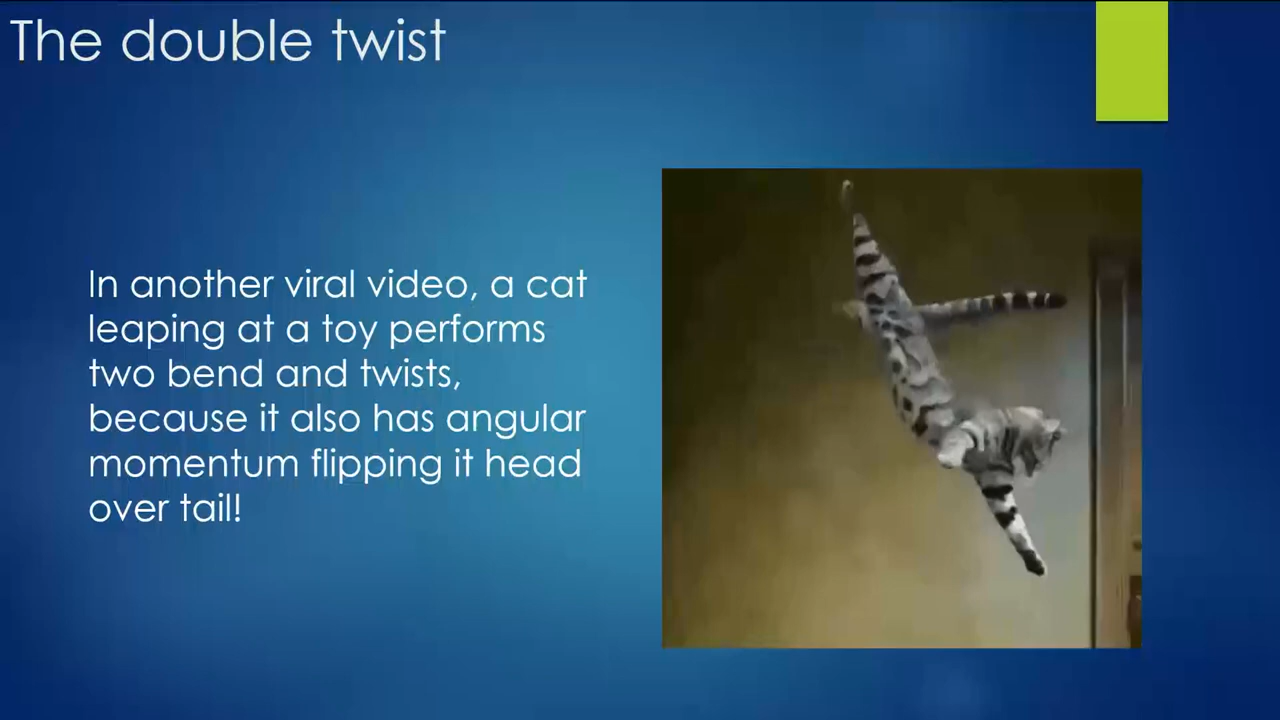 The double twist
In another viral video, a cat
leaping at a toy performs
two bend and twists,
because it also has angular
momentum flipping it head
over tail!